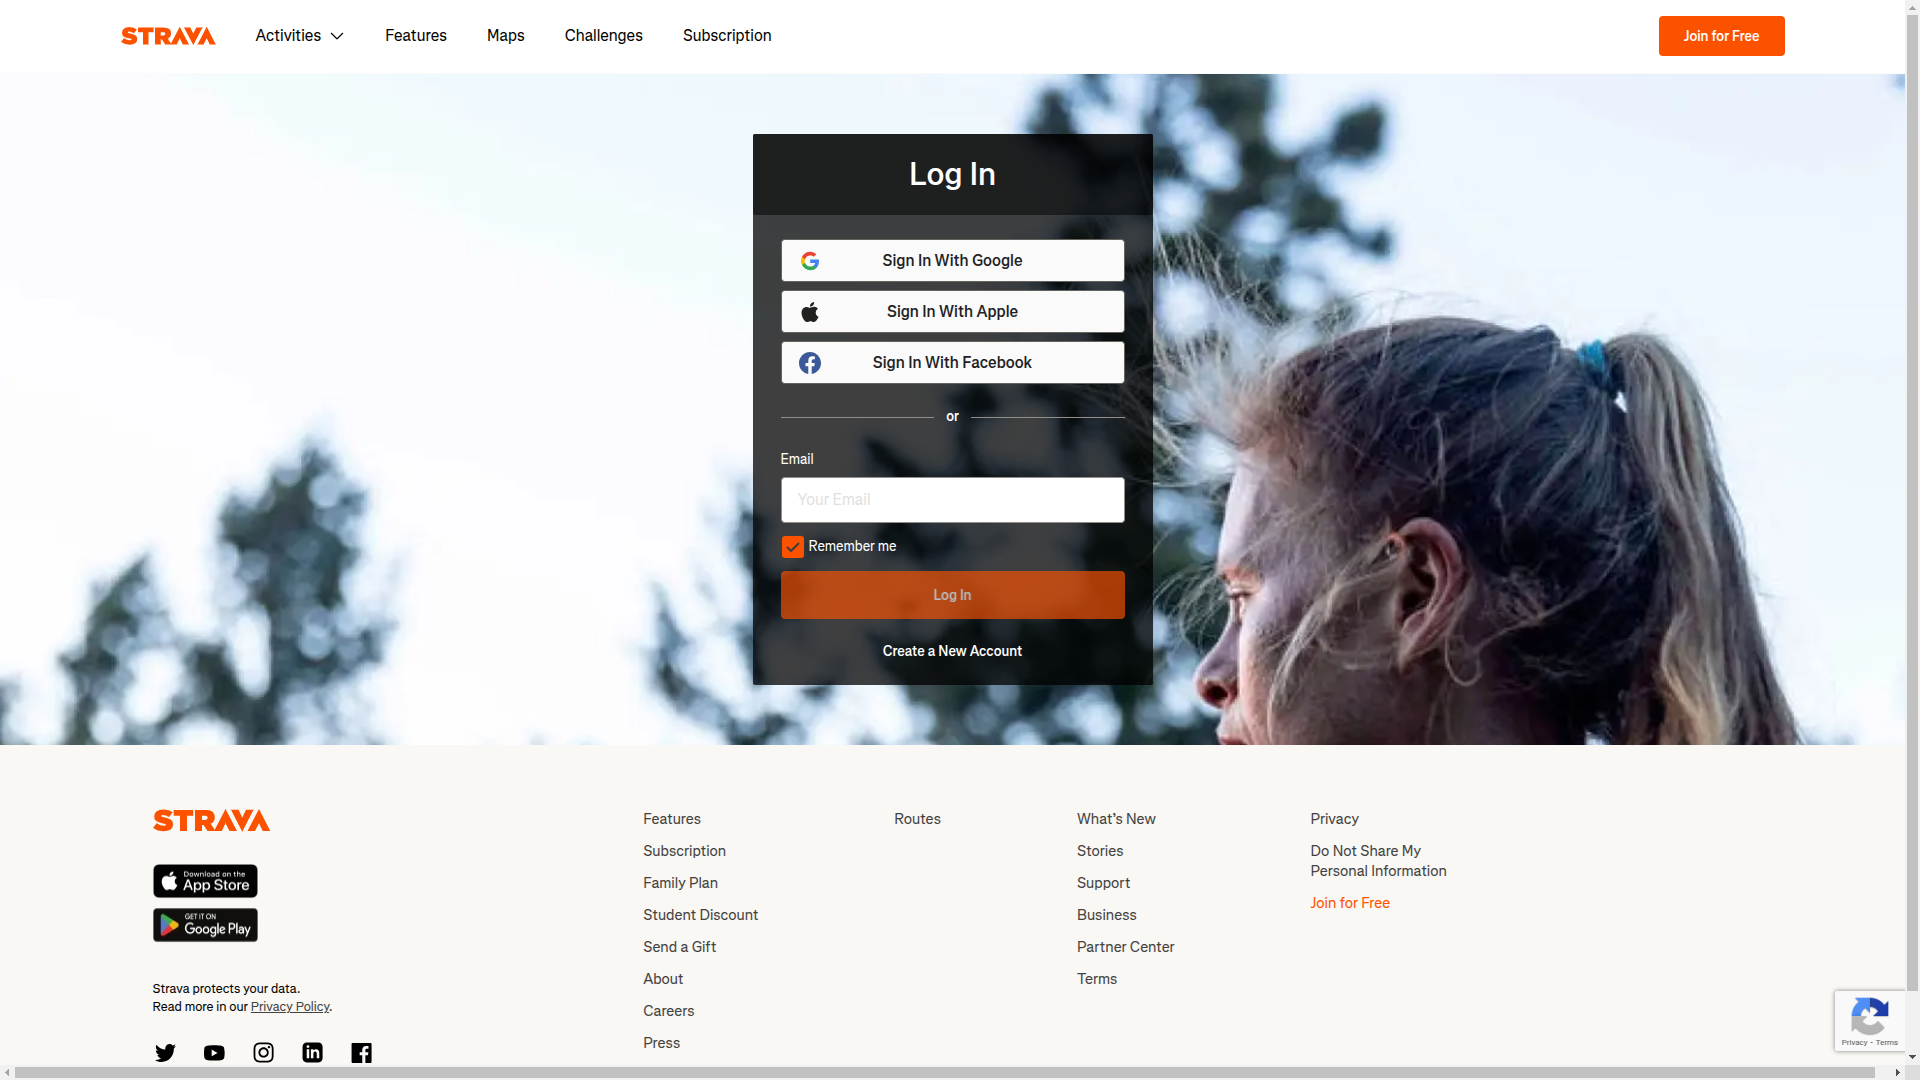 STRAVA
Activities
Features
Maps
Challenges
Subscription
Join for Free
Log In
Sign In With Google
Sign In With Apple
Sign In With Facebook
or
Email
Your Email
Remember me
Log In
Create a New Account
STRAVA
Download on the
App Store
GET IT ON
Google Play
Strava protects your data.
Read more in our Privacy Policy.
Features
Subscription
Family Plan
Student Discount
Send a Gift
About
Careers
Press
Routes
What’s New
Stories
Support
Business
Partner Center
Terms
Privacy
Do Not Share My
Personal Information
Join for Free
Privacy - Terms